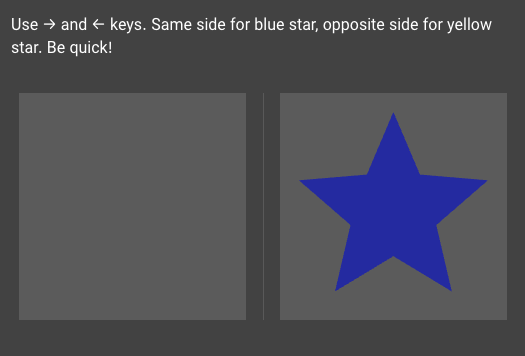 Use → and ← keys. Same side for blue star, opposite side for yellow
star. Be quick!